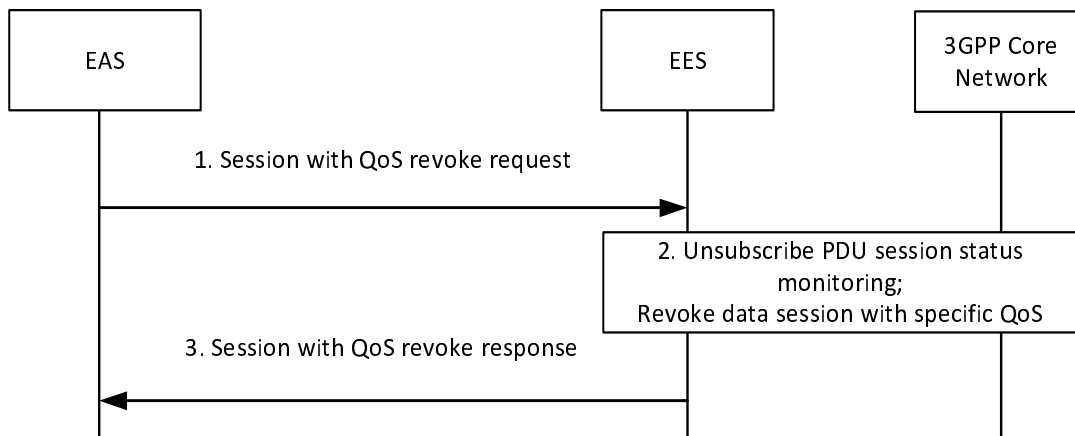 EAS
EES
3GPP Core
Network
1. Session with QoS revoke request
2. Unsubscribe PDU session status
monitoring;
Revoke data session with specific QoS
3. Session with QoS revoke response